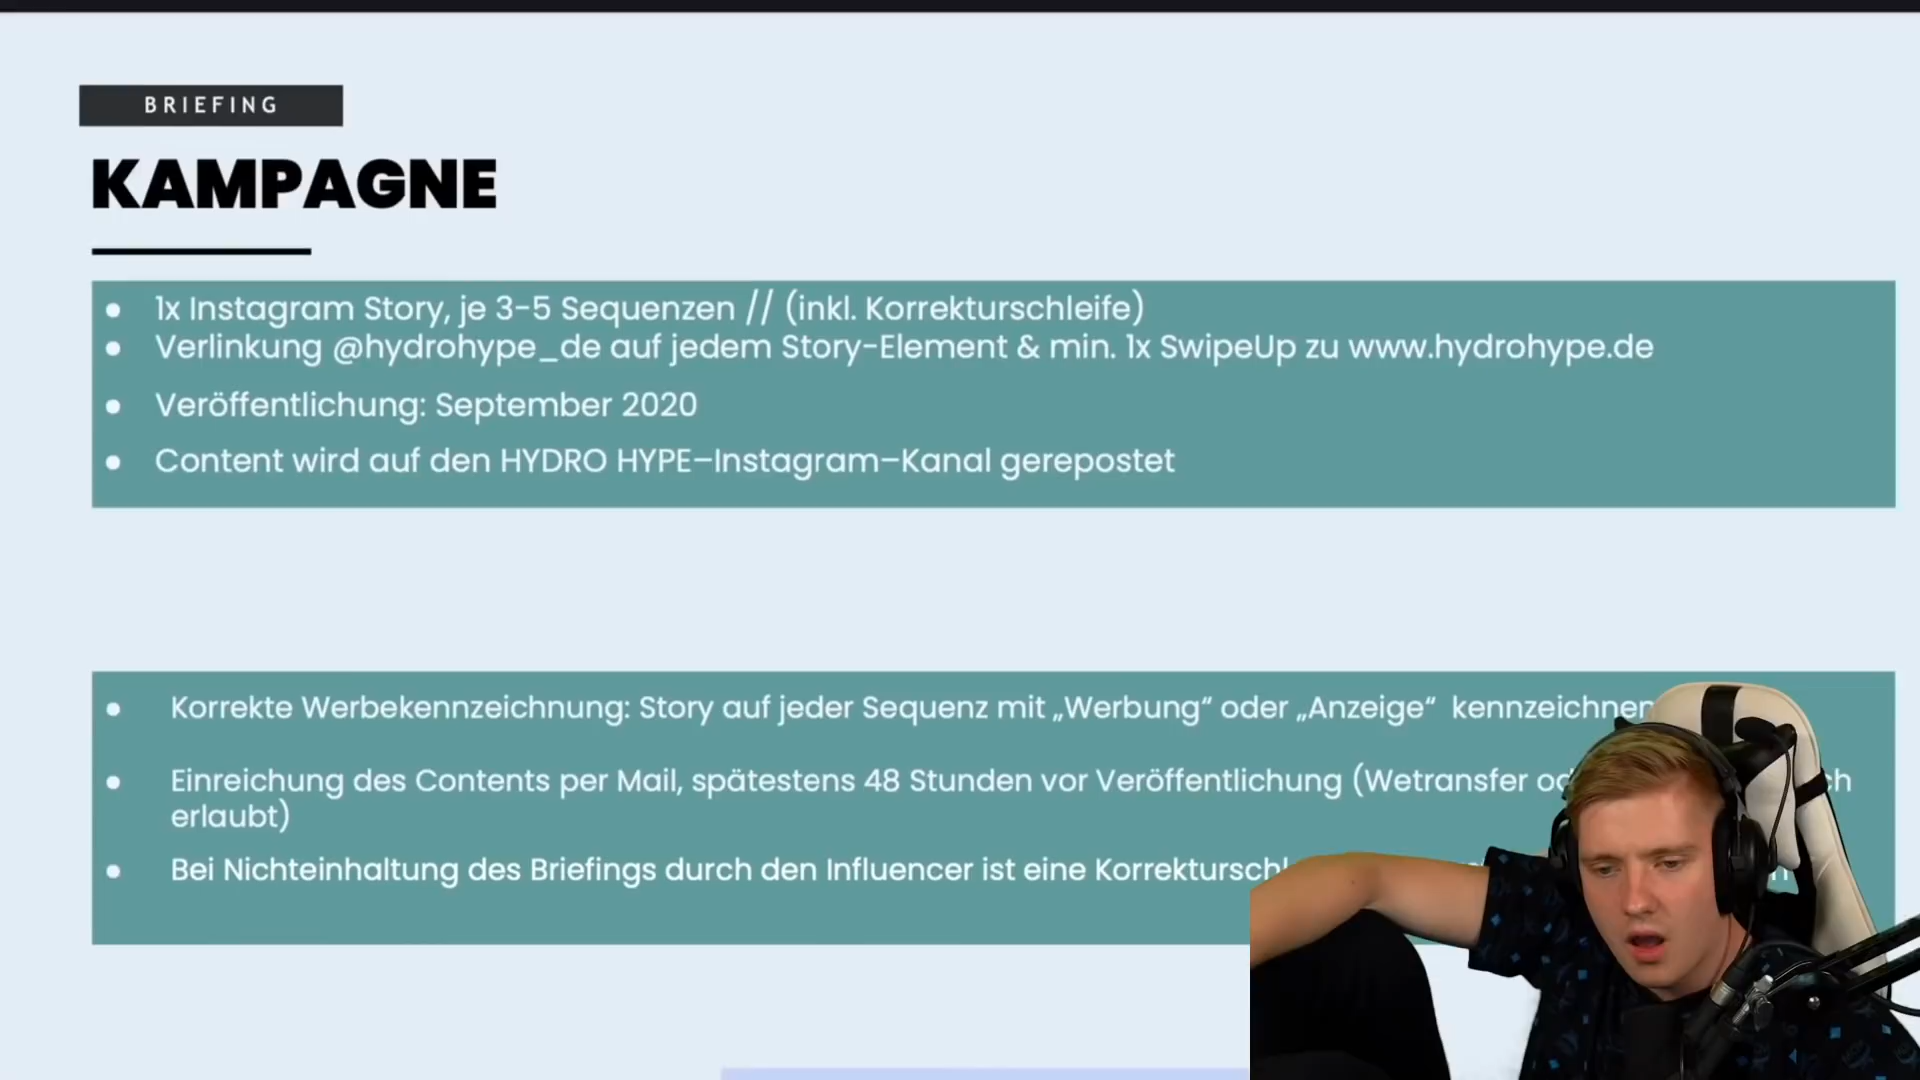 BRIEFING
KAMPAGNE
1x Instagram Story, je 3-5 Sequenzen // (inkl. Korrekturschleife)
Verlinkung @hydrohype_de auf jedem Story-Element & min. 1x SwipeUp zu www.hydrohype.de
Veröffentlichung: September 2020
Content wird auf den HYDRO HYPE–Instagram–Kanal gerepostet
Korrekte Werbekennzeichnung: Story auf jeder Sequenz mit „Werbung“ oder „Anzeige“ kennzeichnen
Einreichung des Contents per Mail, spätestens 48 Stunden vor Veröffentlichung (Wetransfer
erlaubt)
Bei Nichteinhaltung des Briefings durch den Influencer ist eine